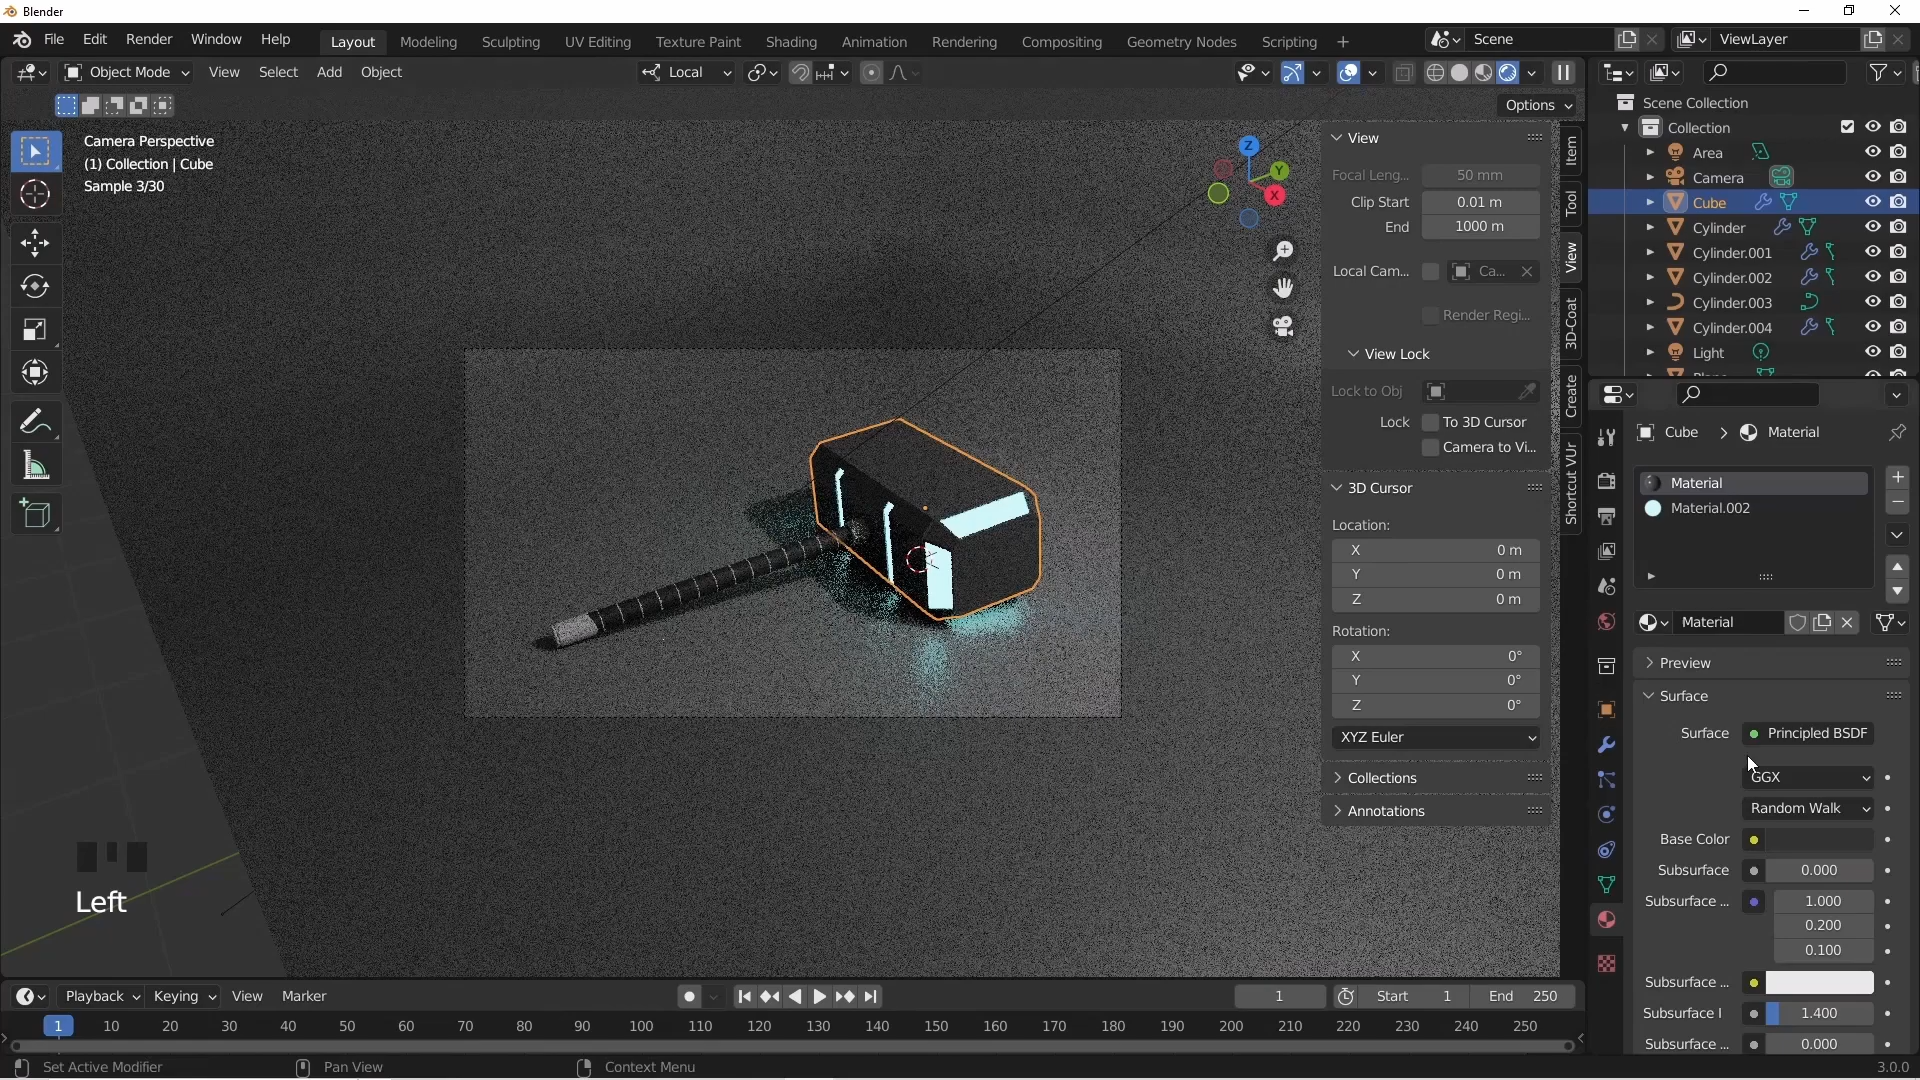 Blender
File Edit Render Window Help
Layout Modeling Sculpting UV Editing Texture Paint Shading Animation Rendering Compositing Geometry Nodes Scripting +
Scene
ViewLayer
Object Mode View Select Add Object
Local
Options
Camera Perspective
(1) Collection | Cube
Sample 3/30
Z
Y
X
View
Focal Leng... 50 mm
Clip Start 0.01 m
End 1000 m
Local Cam... Ca...
Render Regi...
View Lock
Lock to Obj
Lock To 3D Cursor
Camera to Vi...
3D Cursor
Location:
X 0 m
Y 0 m
Z 0 m
Rotation:
X 0°
Y 0°
Z 0°
XYZ Euler
Collections
Annotations
Item
Tool
View
3D-Coat
Create
Shortcut VUr
Scene Collection
Collection
Area
Camera
Cube
Cylinder
Cylinder.001
Cylinder.002
Cylinder.003
Cylinder.004
Light
Cube > Material
Material
Material.002
Material
Preview
Surface
Surface Principled BSDF
GGX
Random Walk
Base Color
Subsurface 0.000
Subsurface ... 1.000
0.200
0.100
Subsurface ...
Subsurface I 1.400
Subsurface ... 0.000
Left
Playback Keying View Marker
1 Start 1 End 250
1 10 20 30 40 50 60 70 80 90 100 110 120 130 140 150 160 170 180 190 200 210 220 230 240 250
Set Active Modifier Pan View Context Menu 3.0.0